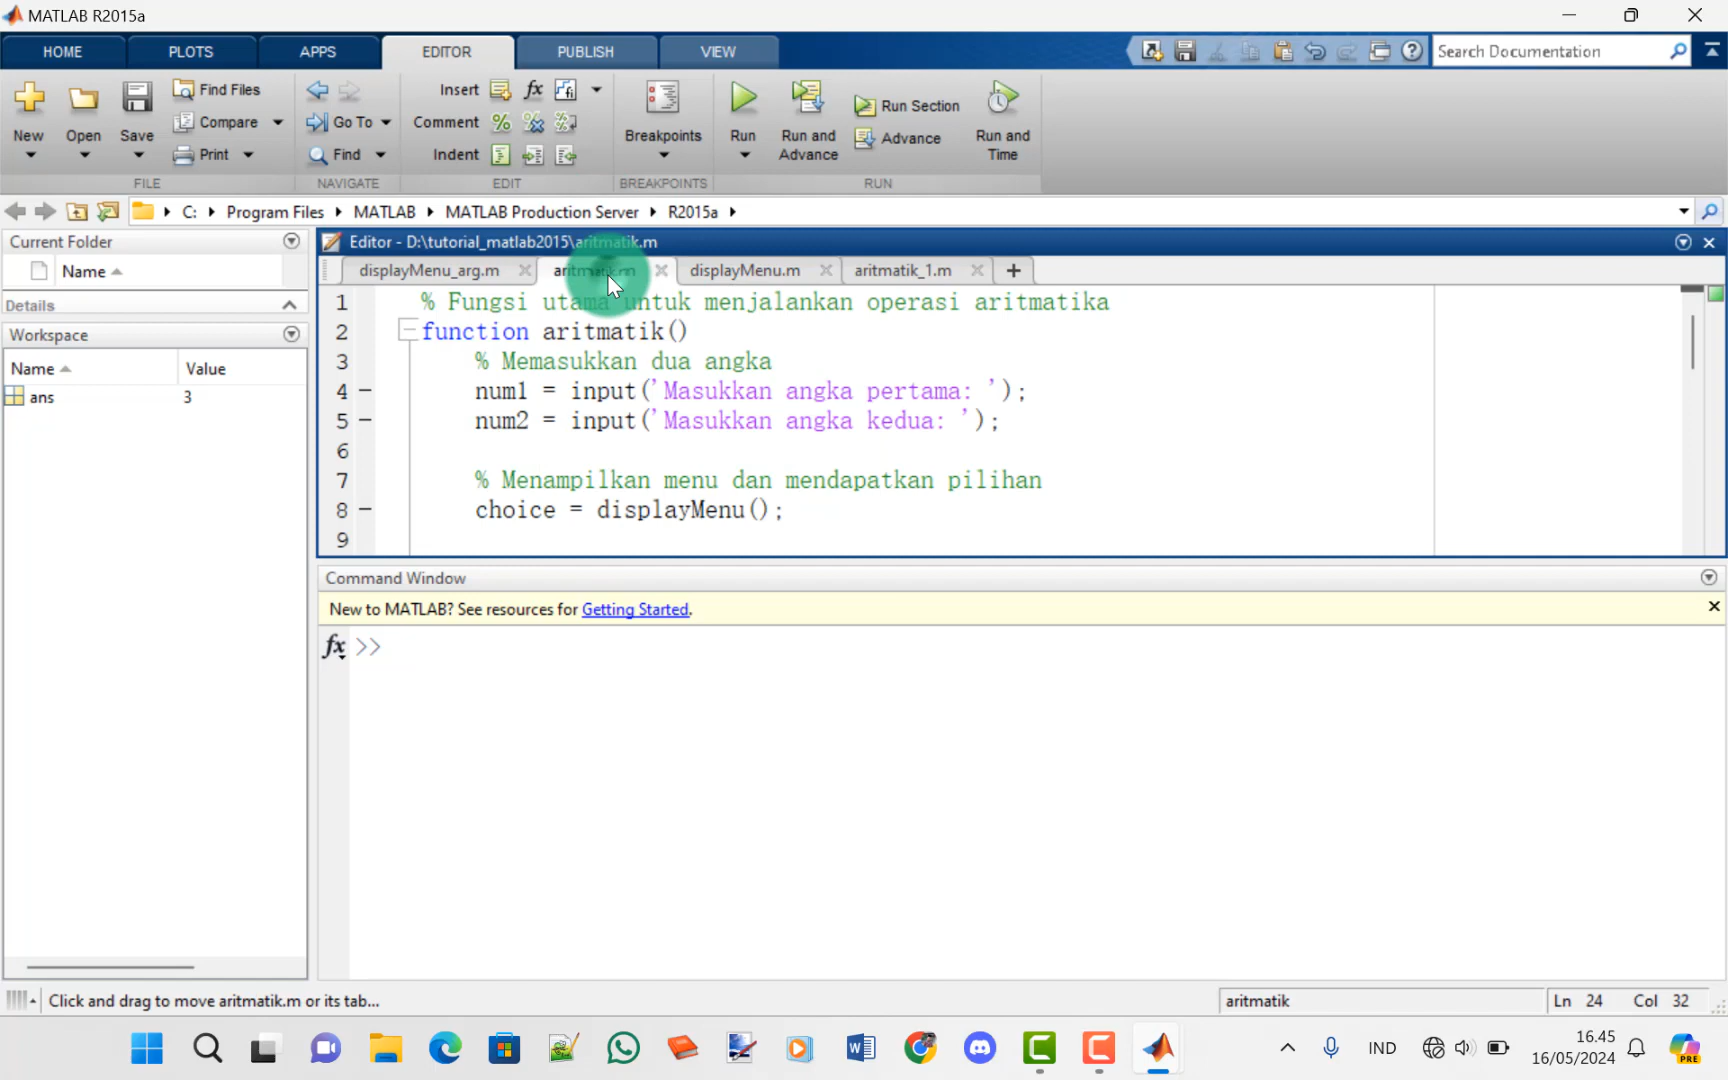 MATLAB R2015a
HOME PLOTS APPS EDITOR PUBLISH VIEW
Search Documentation
New Open Save
Find Files
Compare
Print
FILE
Go To
Find
NAVIGATE
Insert fx
Comment
Indent
EDIT
Breakpoints
BREAKPOINTS
Run
Run and Advance
Run Section
Advance
Run and Time
RUN
C: Program Files MATLAB MATLAB Production Server R2015a
Current Folder
Name
Details
Workspace
Name Value
ans 3
Editor - D:\tutorial_matlab2015\aritmatik.m
displayMenu_arg.m aritmatik.m displayMenu.m aritmatik_1.m +
1 % Fungsi utama untuk menjalankan operasi aritmatika
2 function aritmatik()
3 % Memasukkan dua angka
4 – num1 = input('Masukkan angka pertama: ');
5 – num2 = input('Masukkan angka kedua: ');
6
7 % Menampilkan menu dan mendapatkan pilihan
8 – choice = displayMenu();
9
Command Window
New to MATLAB? See resources for Getting Started.
fx >>
Click and drag to move aritmatik.m or its tab...
aritmatik
Ln 24 Col 32
IND
16.45
16/05/2024
PRE